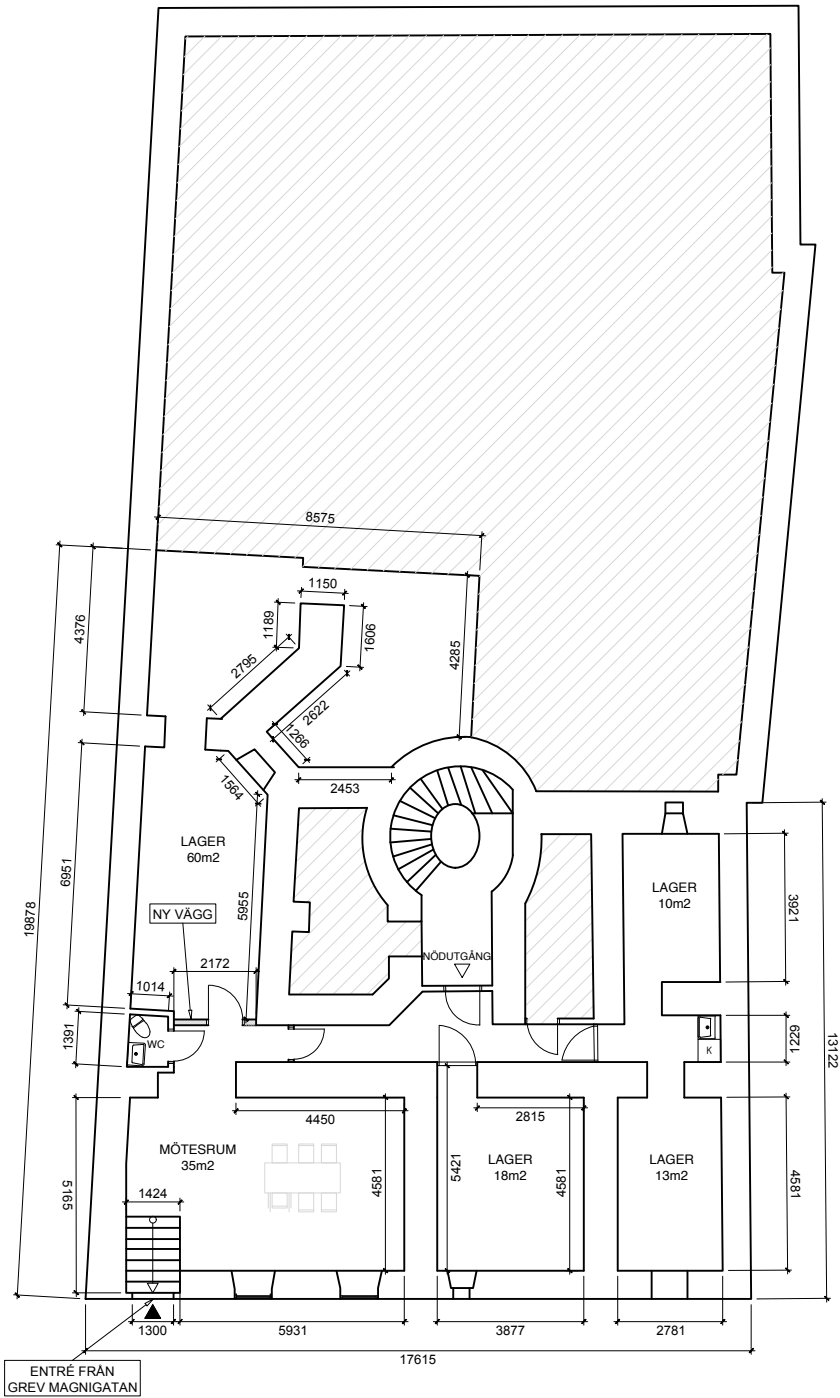 8575
1150
1189
1606
4376
2795
2622
4285
1266
1564
2453
LAGER
60m2
6951
5955
19878
NY VÄGG
LAGER
10m2
3921
NÖDUTGÅNG
2172
1014
1391
WC
K
1229
13122
4450
2815
MÖTESRUM
35m2
5165
4581
5421
LAGER
18m2
4581
LAGER
13m2
4581
1424
1300
5931
3877
2781
17615
ENTRÉ FRÅN
GREV MAGNIGATAN